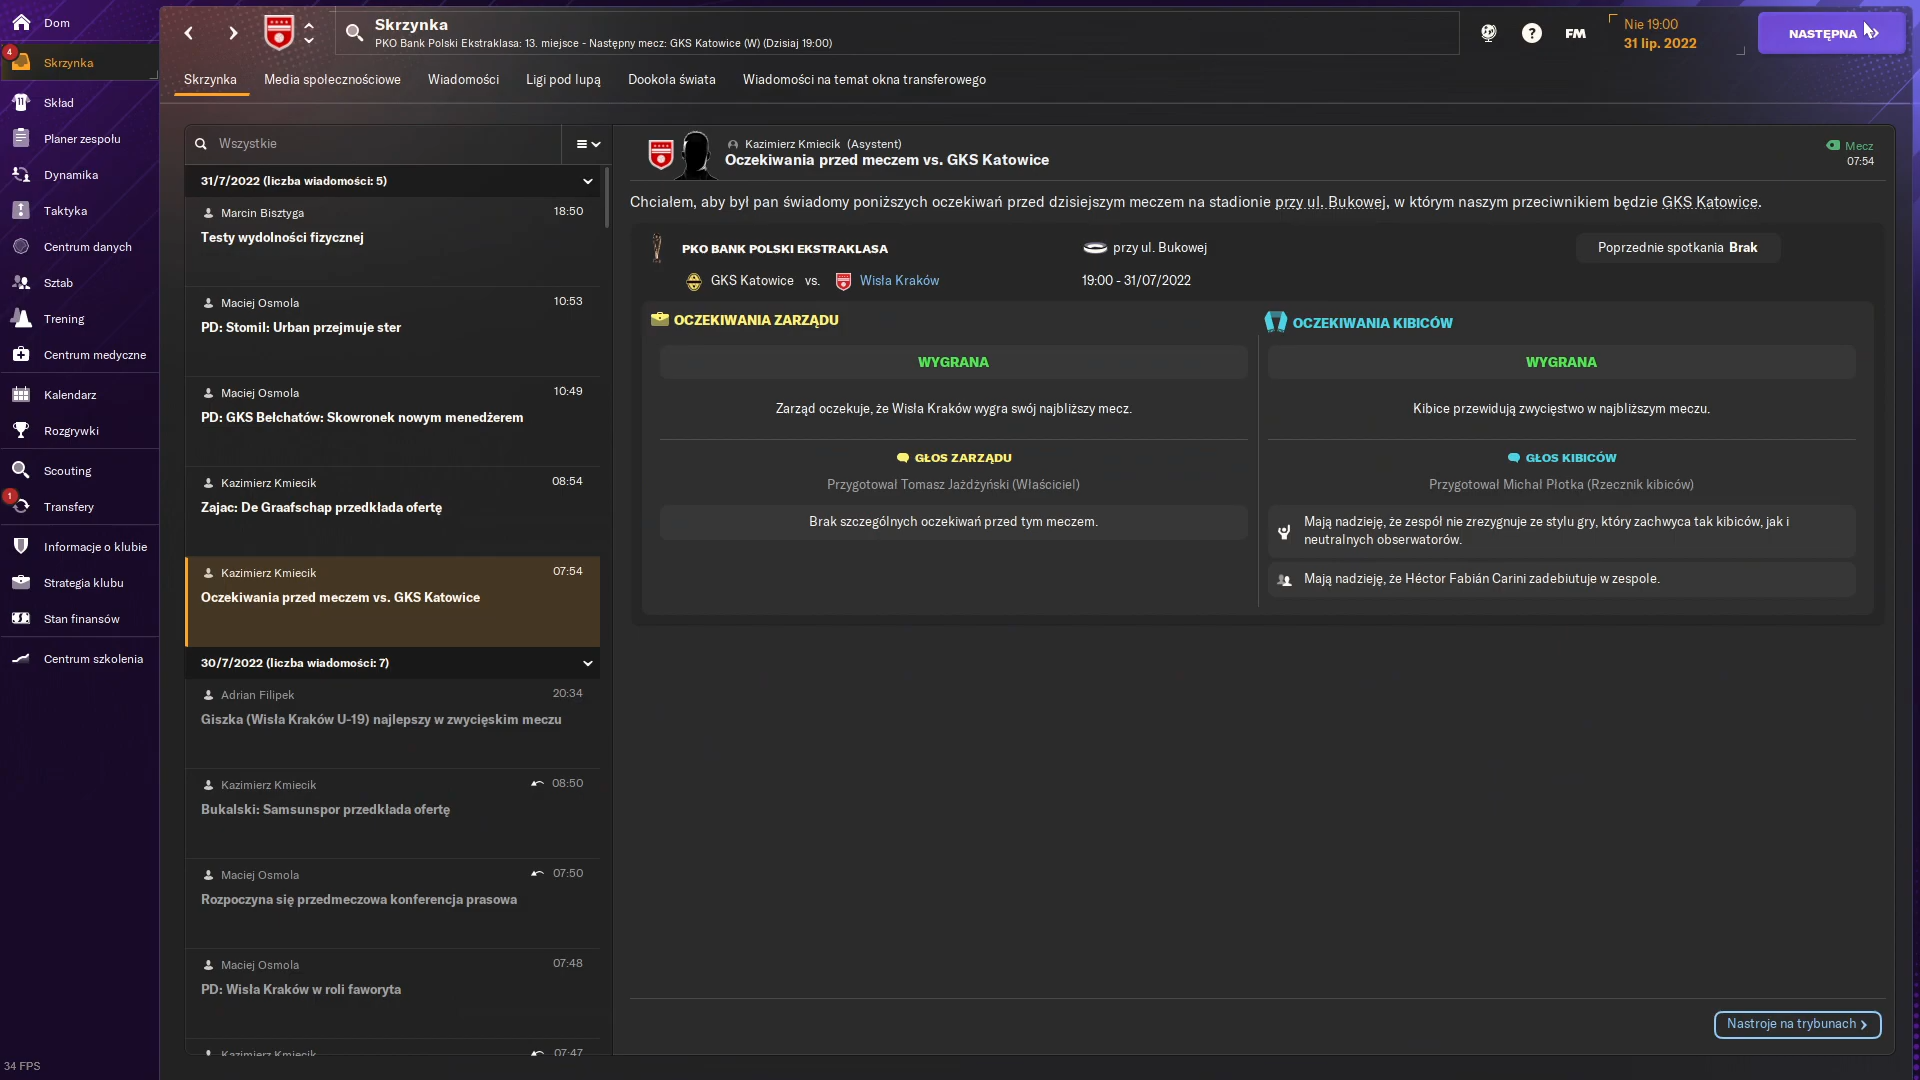 Dom
4
Skrzynka
Skład
Planer zespołu
Dynamika
Taktyka
Centrum danych
Sztab
Trening
Centrum medyczne
Kalendarz
Rozgrywki
Scouting
1
Transfery
Informacje o klubie
Strategia klubu
Stan finansów
Centrum szkolenia
34 FPS
Skrzynka
PKO Bank Polski Ekstraklasa: 13. miejsce - Następny mecz: GKS Katowice (W) (Dzisiaj 19:00)
?
FM
Nie 19:00
31 lip. 2022
NASTĘPNA
Skrzynka
Media społecznościowe
Wiadomości
Ligi pod lupą
Dookoła świata
Wiadomości na temat okna transferowego
Wszystkie
31/7/2022 (liczba wiadomości: 5)
Marcin Bisztyga 18:50
Testy wydolności fizycznej
Maciej Osmola 10:53
PD: Stomil: Urban przejmuje ster
Maciej Osmola 10:49
PD: GKS Bełchatów: Skowronek nowym menedżerem
Kazimierz Kmiecik 08:54
Zajac: De Graafschap przedkłada ofertę
Kazimierz Kmiecik 07:54
Oczekiwania przed meczem vs. GKS Katowice
30/7/2022 (liczba wiadomości: 7)
Adrian Filipek 20:34
Giszka (Wisła Kraków U-19) najlepszy w zwycięskim meczu
Kazimierz Kmiecik 08:50
Bukalski: Samsunspor przedkłada ofertę
Maciej Osmola 07:50
Rozpoczyna się przedmeczowa konferencja prasowa
Maciej Osmola 07:48
PD: Wisła Kraków w roli faworyta
Kazimierz Kmiecik 07:47
Kazimierz Kmiecik (Asystent)
Oczekiwania przed meczem vs. GKS Katowice
Mecz
07:54
Chciałem, aby był pan świadomy poniższych oczekiwań przed dzisiejszym meczem na stadionie przy ul. Bukowej, w którym naszym przeciwnikiem będzie GKS Katowice.
PKO BANK POLSKI EKSTRAKLASA
przy ul. Bukowej
Poprzednie spotkania Brak
GKS Katowice vs. Wisła Kraków
19:00 - 31/07/2022
OCZEKIWANIA ZARZĄDU
WYGRANA
Zarząd oczekuje, że Wisła Kraków wygra swój najbliższy mecz.
GŁOS ZARZĄDU
Przygotował Tomasz Jażdżyński (Właściciel)
Brak szczególnych oczekiwań przed tym meczem.
OCZEKIWANIA KIBICÓW
WYGRANA
Kibice przewidują zwycięstwo w najbliższym meczu.
GŁOS KIBICÓW
Przygotował Michał Płotka (Rzecznik kibiców)
Mają nadzieję, że zespół nie zrezygnuje ze stylu gry, który zachwyca tak kibiców, jak i
neutralnych obserwatorów.
Mają nadzieję, że Héctor Fabián Carini zadebiutuje w zespole.
Nastroje na trybunach